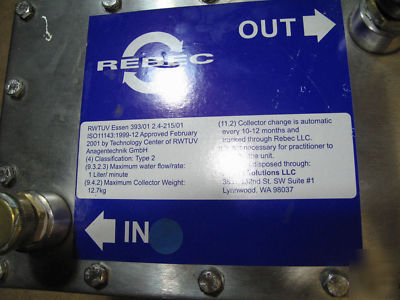 OUT
REBEC
RWTUV Essen 393/01 2.4-215/01
ISO11143:1999-12 Approved February
2001 by Technology Center of RWTUV
Anagentechnik GmbH
(4) Classification: Type 2
(9.3.2.3) Maximum water flow/rate:
1 Liter/ minute
(9.4.2) Maximum Collector Weight:
12.7kg
(11.2) Collector change is automatic
every 10-12 months and
tracked through Rebec LLC.
necessary for practitioner to
unit.
disposed through:
Solutions LLC
SW Suite #1
Lynnwood, WA 98037
IN